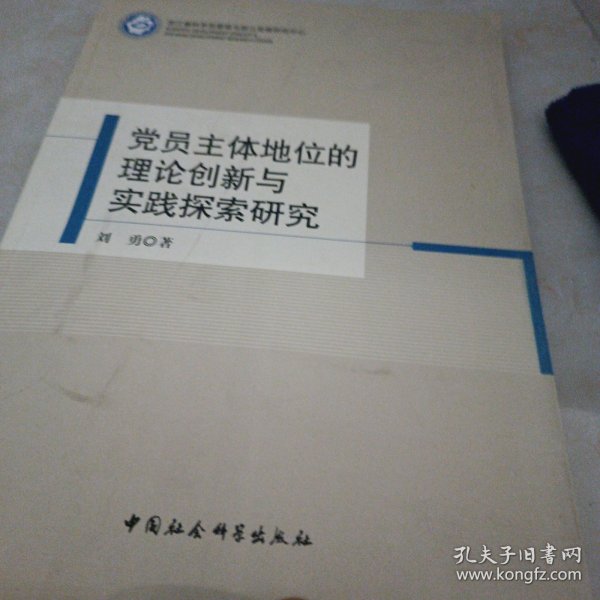 党员主体地位的
理论创新与
实践探索研究
刘 勇◎著
中国社会科学出版社
孔夫子旧书网
www.kongfz.com